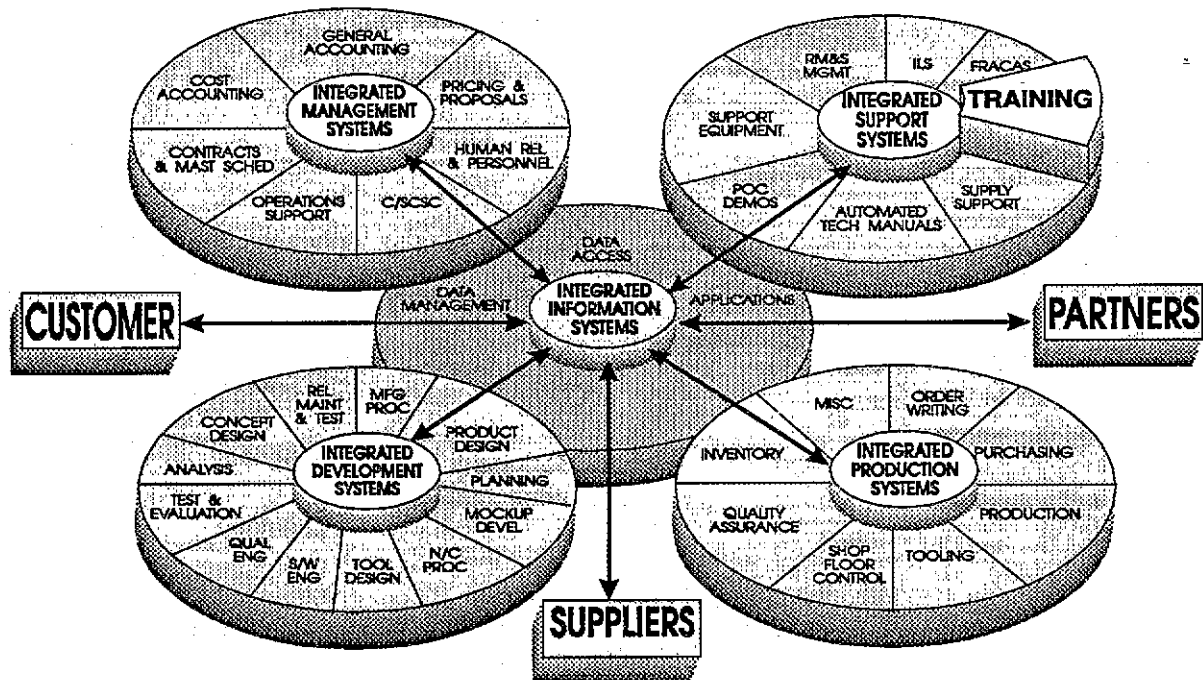 GENERAL
ACCOUNTING
COST
ACCOUNTING
PRICING &
PROPOSALS
INTEGRATED
MANAGEMENT
SYSTEMS
CONTRACTS
& MAST SCHED
HUMAN REL
& PERSONNEL
OPERATIONS
SUPPORT
C/SCSC
RM&S
MGMT
ILS
FRACAS
TRAINING
SUPPORT
EQUIPMENT
INTEGRATED
SUPPORT
SYSTEMS
POC
DEMOS
AUTOMATED
TECH MANUALS
SUPPLY
SUPPORT
DATA
ACCESS
DATA
MANAGEMENT
INTEGRATED
INFORMATION
SYSTEMS
APPLICATIONS
CUSTOMER
PARTNERS
REL
MAINT
& TEST
MFG
PROC
CONCEPT
DESIGN
PRODUCT
DESIGN
ANALYSIS
INTEGRATED
DEVELOPMENT
SYSTEMS
PLANNING
TEST &
EVALUATION
MOCKUP
DEVEL
QUAL
ENG
S/W
ENG
TOOL
DESIGN
N/C
PROC
MISC
ORDER
WRITING
INVENTORY
INTEGRATED
PRODUCTION
SYSTEMS
PURCHASING
QUALITY
ASSURANCE
PRODUCTION
SHOP
FLOOR
CONTROL
TOOLING
SUPPLIERS